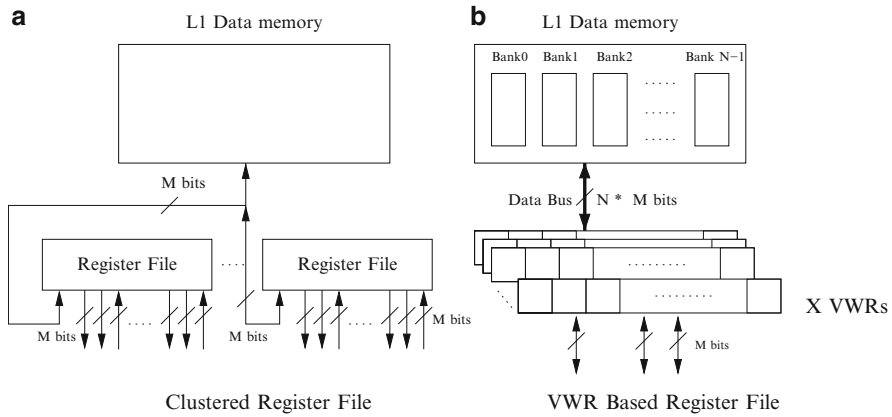 a
L1 Data memory
M bits
Register File
.....
Register File
M bits
M bits
M bits
Clustered Register File
b
L1 Data memory
Bank0 Bank1 Bank2 Bank N−1
Data Bus N * M bits
X VWRs
M bits
VWR Based Register File